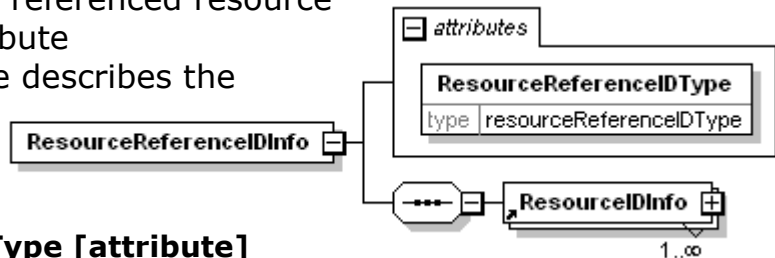 referenced resource
bute
e describes the
attributes
ResourceReferenceIDType
type resourceReferenceIDType
ResourceReferenceIDInfo
ResourceIDInfo
Type [attribute]
1..∞